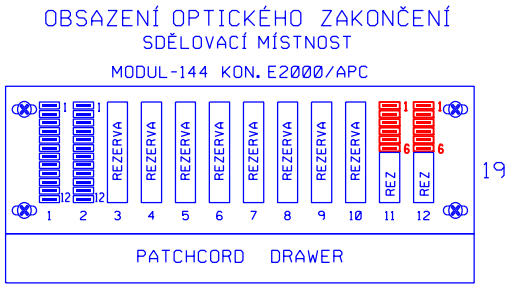 OBSAZENÍ OPTICKÉHO ZAKONČENÍ
SDĚLOVACÍ MÍSTNOST
MODUL-144 KON. E2000/APC
1 1 1 1
REZERVA REZERVA REZERVA REZERVA REZERVA REZERVA REZERVA REZERVA
6 6
REZ REZ
12 12
19
1 2 3 4 5 6 7 8 9 10 11 12
PATCHCORD DRAWER